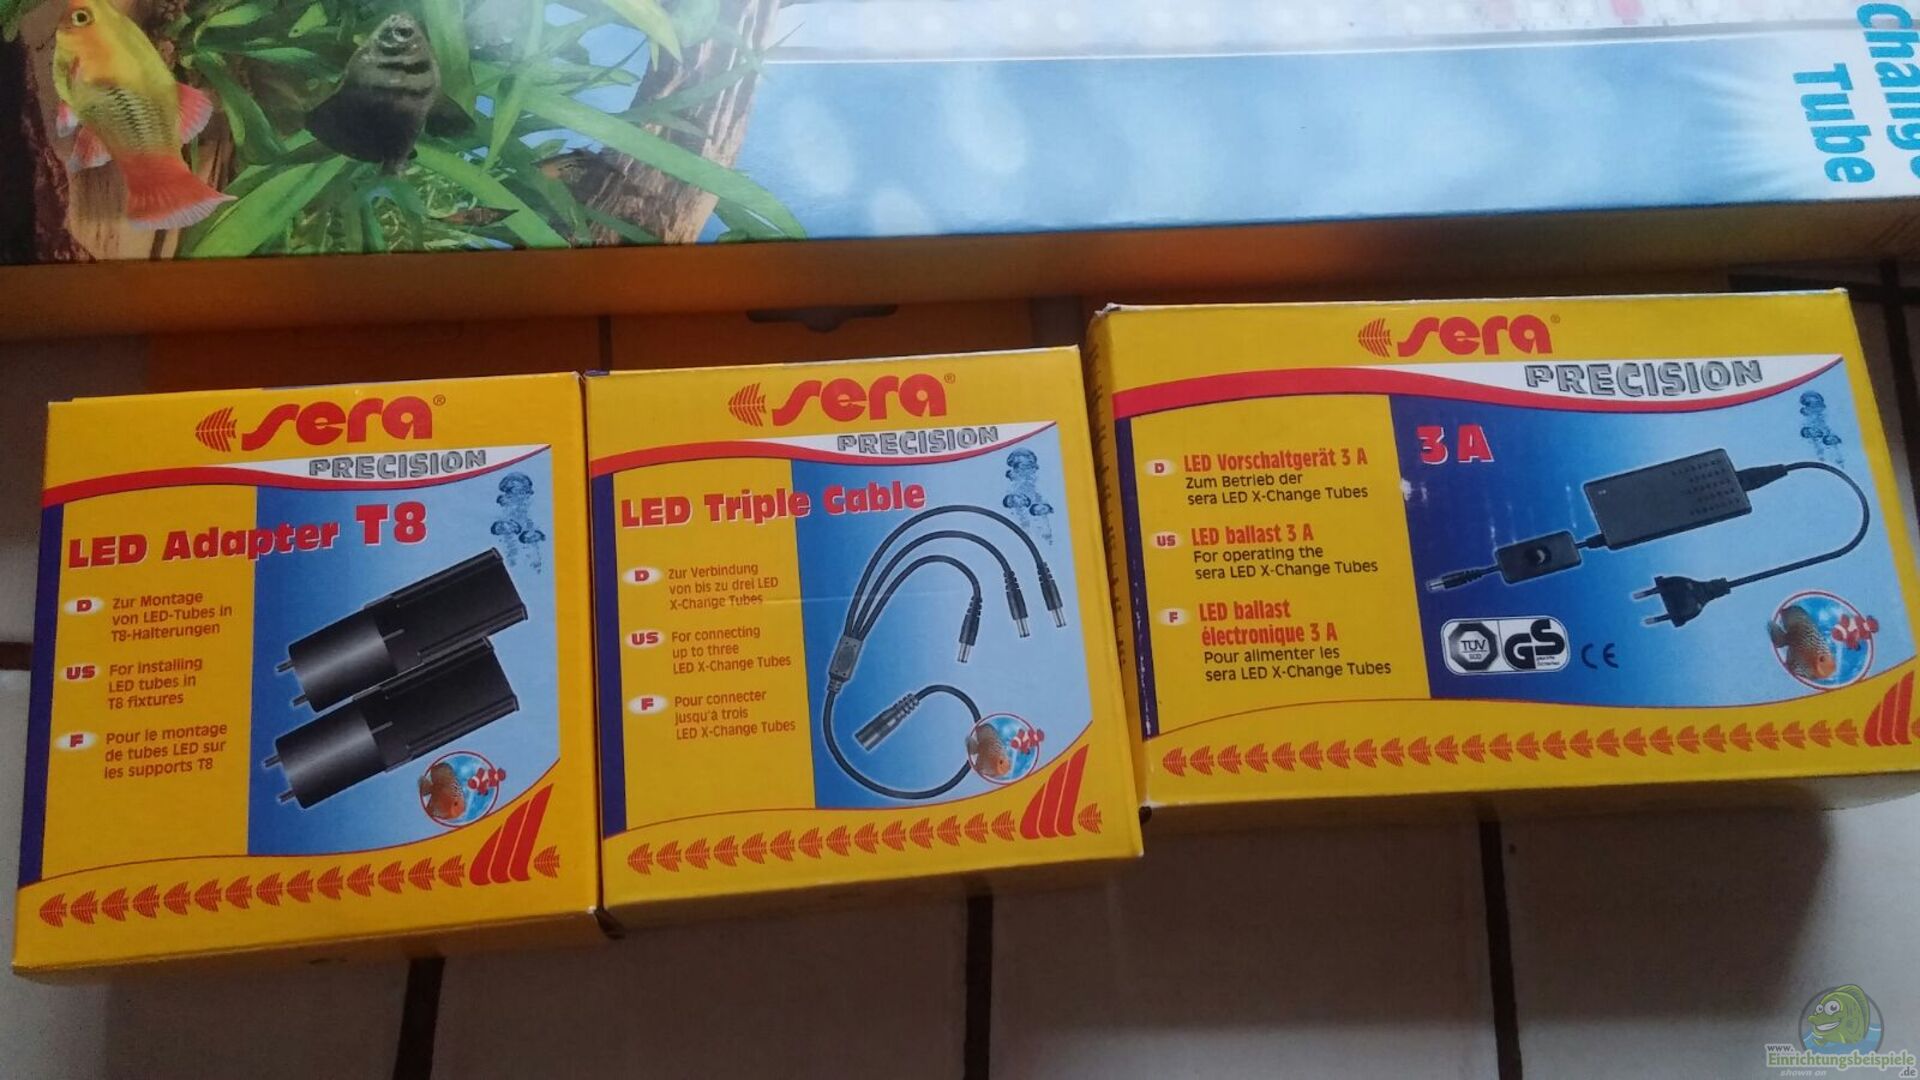 change
Tube
sera®
PRECISION
LED Adapter T8
D Zur Montage
von LED-Tubes in
T8-Halterungen
US For installing
LED tubes in
T8 fixtures
F Pour le montage
de tubes LED sur
les supports T8
sera®
PRECISION
LED Triple Cable
D Zur Verbindung
von bis zu drei LED
X-Change Tubes
US For connecting
up to three
LED X-Change Tubes
F Pour connecter
jusqu'à trois
LED X-Change Tubes
sera®
PRECISION
3 A
D LED Vorschaltgerät 3 A
Zum Betrieb der
sera LED X-Change Tubes
US LED ballast 3 A
For operating the
sera LED X-Change Tubes
F LED ballast
électronique 3 A
Pour alimenter les
sera LED X-Change Tubes
TÜV
SÜD
GS
CE
www.
Einrichtungsbeispiele
shown on .de